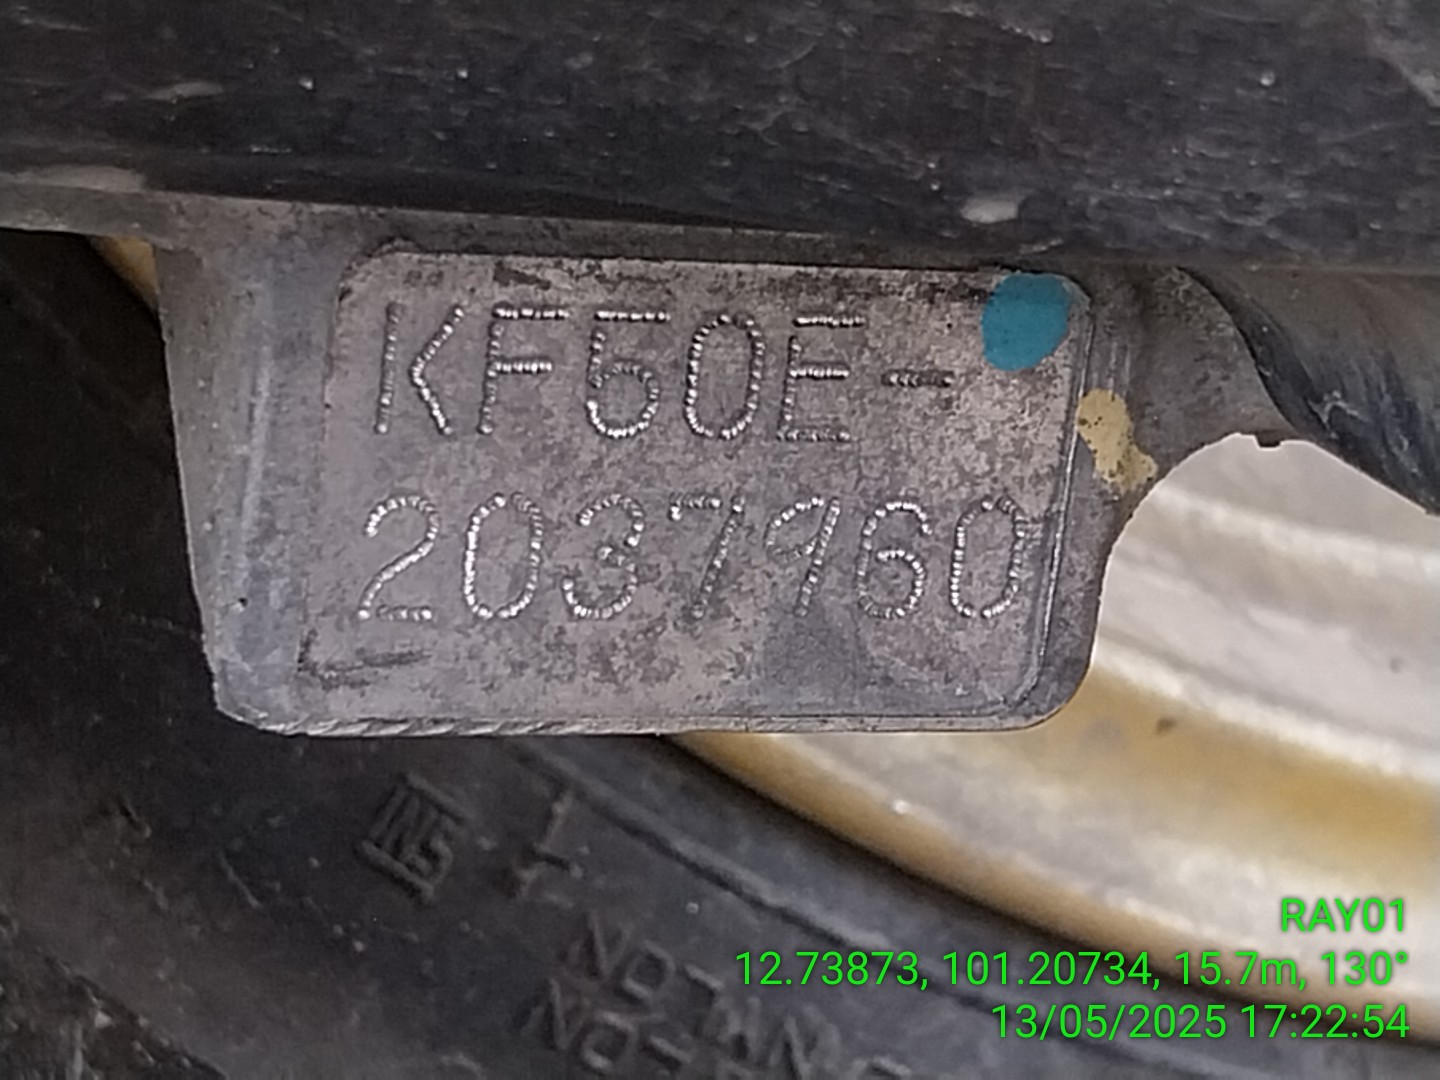 KF50E-
2037960
RAY01
12.73873, 101.20734, 15.7m, 130°
13/05/2025 17:22:54